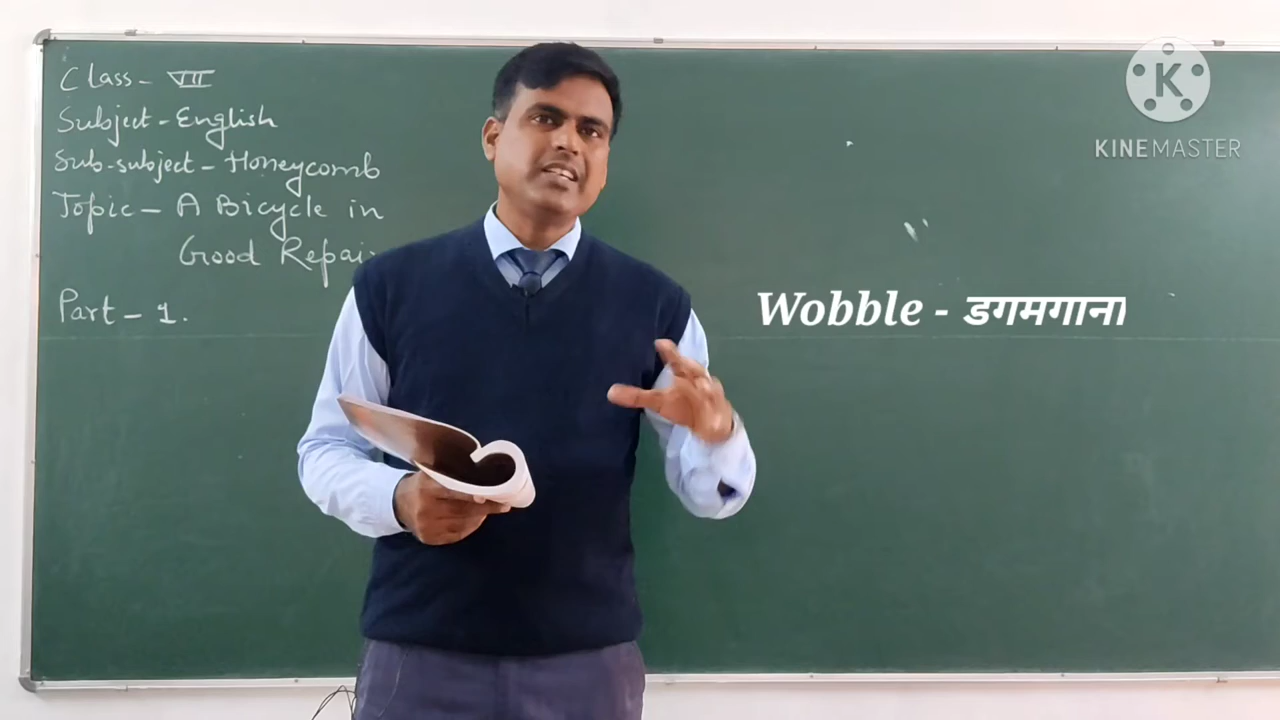 Class - VII
Subject - English
Sub-subject - Honeycomb
Topic - A Bicycle in
Good Repair
Part - 1.
KINEMASTER
Wobble - डगमगाना